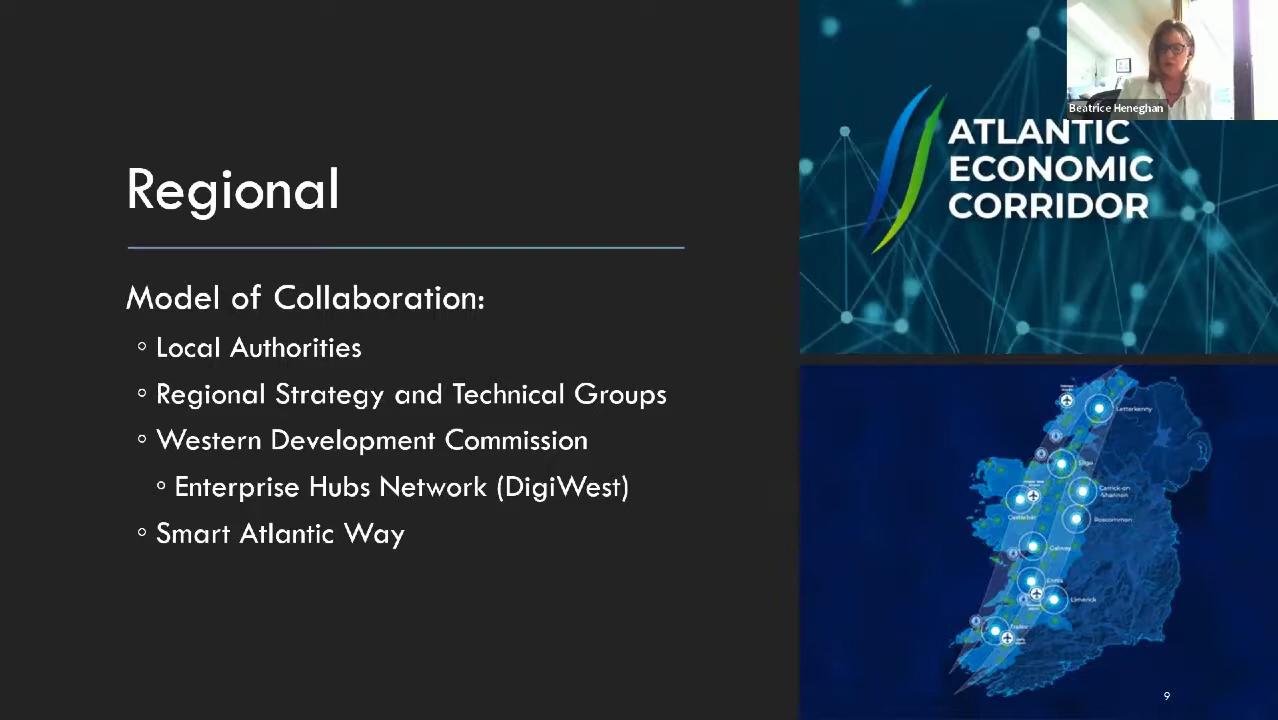 Regional
Model of Collaboration:
Local Authorities
Regional Strategy and Technical Groups
Western Development Commission
Enterprise Hubs Network (DigiWest)
Smart Atlantic Way
Beatrice Heneghan
ATLANTIC
ECONOMIC
CORRIDOR
Letterkenny
Sligo
Carrick-on
-Shannon
Castlebar
Roscommon
Galway
Ennis
Limerick
Tralee
9